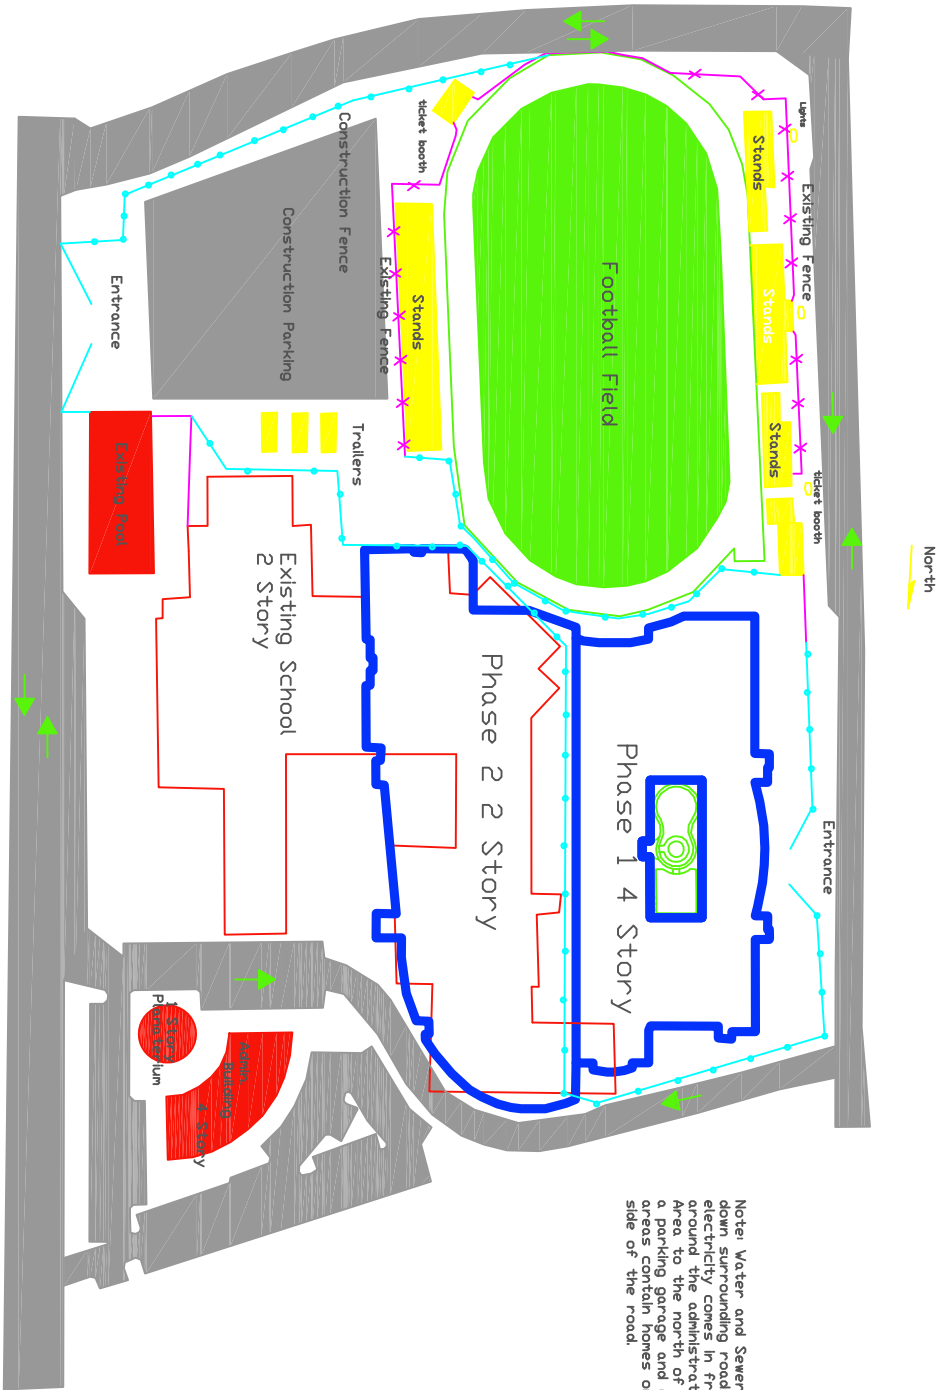 North
Lights
Existing Fence
Stands
Stands
Stands
ticket booth
Entrance
Football Field
ticket booth
Stands
Existing Fence
Construction Fence
Construction Parking
Trailers
Entrance
Existing Pool
Existing School
2 Story
Phase 2 2 Story
Phase 1 4 Story
1 Story
Planaterium
Admin.
Building
4 Story
Note: Water and Sewer
down surrounding road
electricity comes in fr
around the administrat
Area to the north of
a parking garage and
areas contain homes o
side of the road.